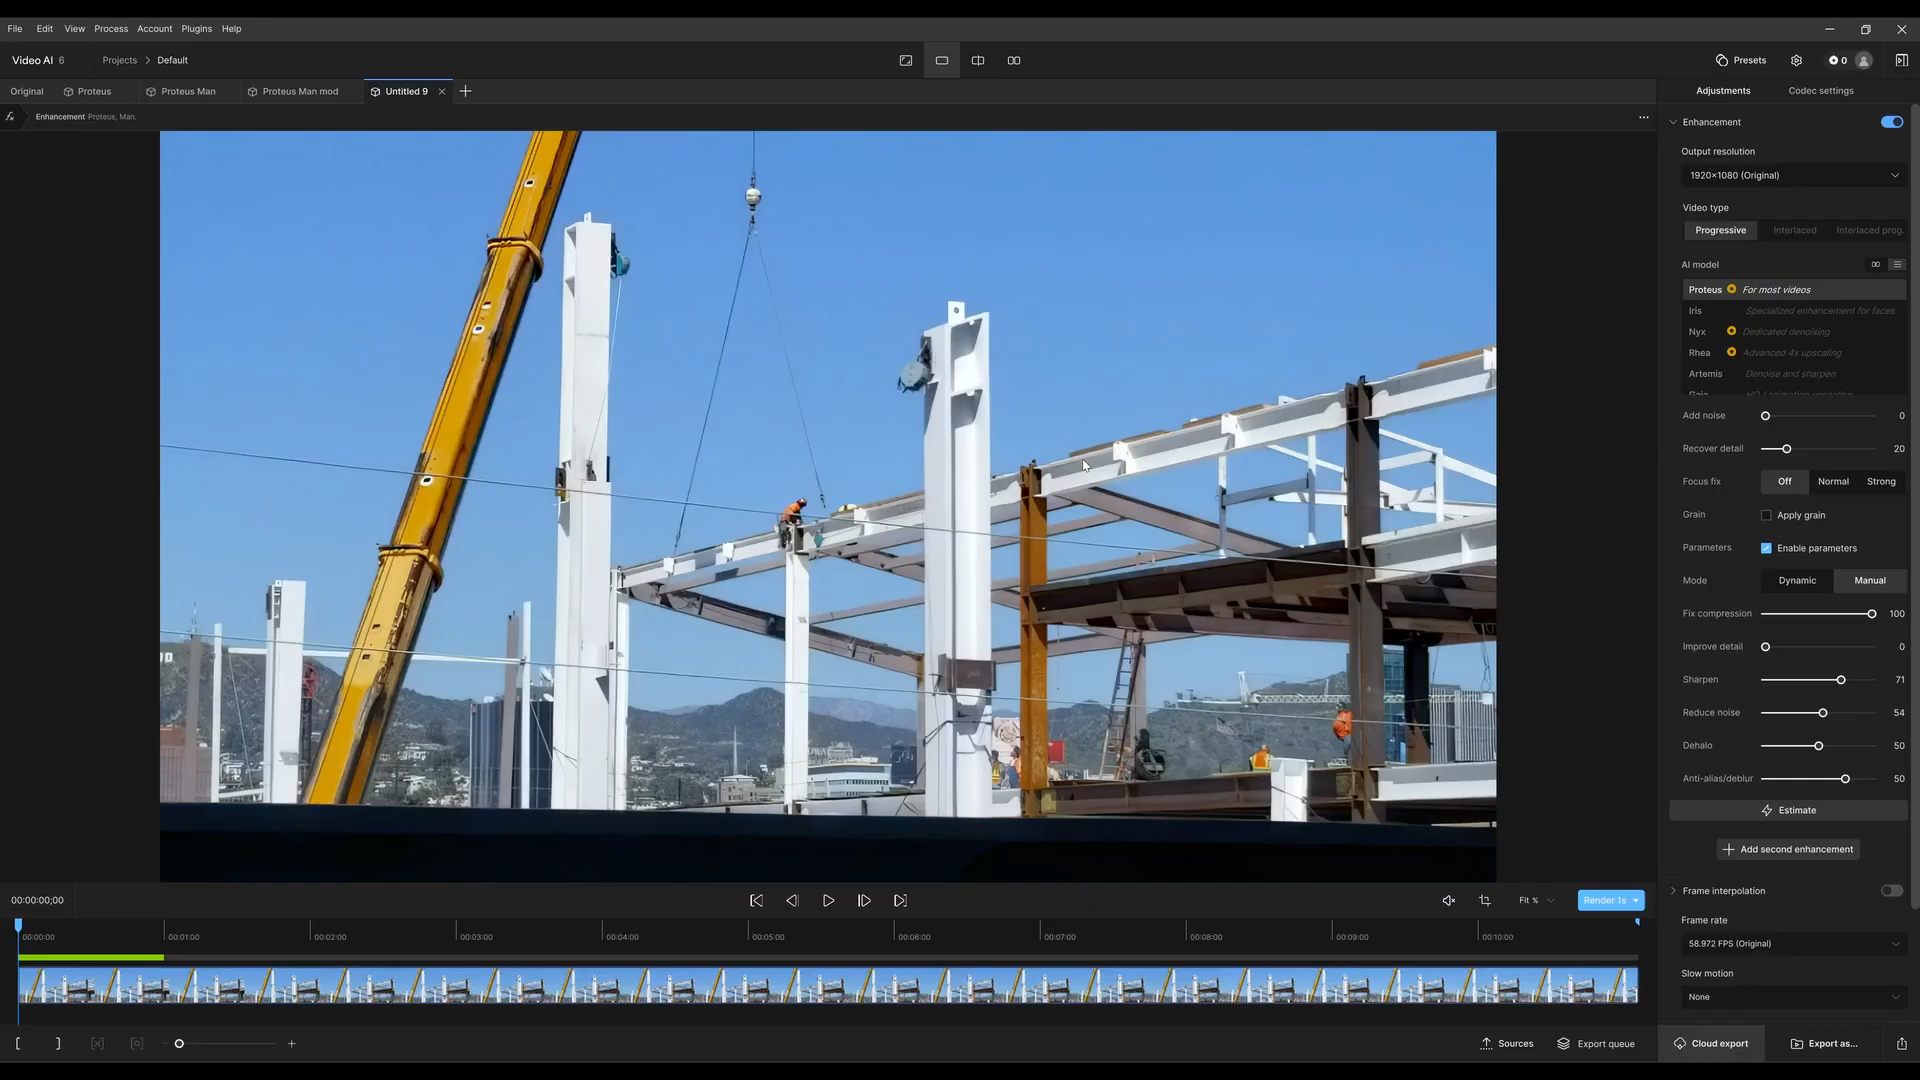 File Edit View Process Account Plugins Help
Video AI 6 Projects Default Presets 0
Original Proteus Proteus Man Proteus Man mod Untitled 9 Adjustments Codec settings
Enhancement Proteus, Man.
Enhancement
Output resolution
1920×1080 (Original)
Video type
Progressive Interlaced Interlaced prog.
AI model
Proteus For most videos
Iris Specialized enhancement for faces
Nyx Dedicated denoising
Rhea Advanced 4x upscaling
Artemis Denoise and sharpen
Gaia HQ / animation upscaling
Add noise 0
Recover detail 20
Focus fix Off Normal Strong
Grain Apply grain
Parameters Enable parameters
Mode Dynamic Manual
Fix compression 100
Improve detail 0
Sharpen 71
Reduce noise 54
Dehalo 50
Anti-alias/deblur 50
Estimate
Add second enhancement
Frame interpolation
Frame rate
58.972 FPS (Original)
Slow motion
None
00:00:00;00 Fit % Render 1s
00:00:00 00:01:00 00:02:00 00:03:00 00:04:00 00:05:00 00:06:00 00:07:00 00:08:00 00:09:00 00:10:00
Sources Export queue Cloud export Export as...